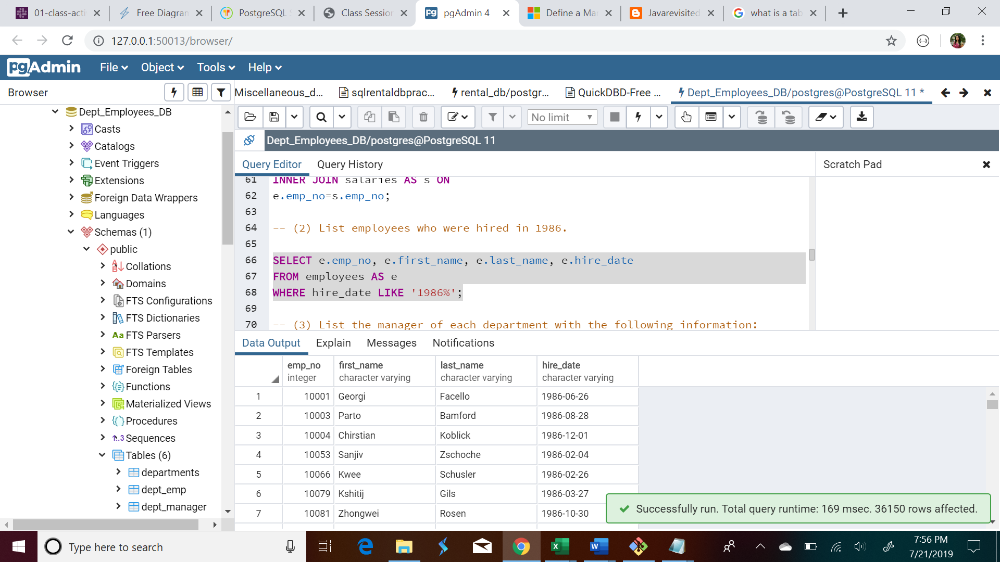 01-class-acti
Free Diagram
PostgreSQL S
Class Session
pgAdmin 4
Define a Ma
Javarevisited
what is a tab
127.0.0.1:50013/browser/
pgAdmin
File
Object
Tools
Help
Browser
Miscellaneous_d...
sqlrentaldbprac...
rental_db/postgr...
QuickDBD-Free ...
Dept_Employees_DB/postgres@PostgreSQL 11 *
No limit
Dept_Employees_DB/postgres@PostgreSQL 11
Query Editor
Query History
Scratch Pad
Dept_Employees_DB
Casts
Catalogs
Event Triggers
Extensions
Foreign Data Wrappers
Languages
Schemas (1)
public
Collations
Domains
FTS Configurations
FTS Dictionaries
Aa FTS Parsers
FTS Templates
Foreign Tables
Functions
Materialized Views
Procedures
1..3 Sequences
Tables (6)
departments
dept_emp
dept_manager
61 INNER JOIN salaries AS s ON
62 e.emp_no=s.emp_no;
63
64 -- (2) List employees who were hired in 1986.
65
66 SELECT e.emp_no, e.first_name, e.last_name, e.hire_date
67 FROM employees AS e
68 WHERE hire_date LIKE '1986%';
69
70 -- (3) List the manager of each department with the following information:
Data Output
Explain
Messages
Notifications
emp_no first_name last_name hire_date
integer character varying character varying character varying
1 10001 Georgi Facello 1986-06-26
2 10003 Parto Bamford 1986-08-28
3 10004 Chirstian Koblick 1986-12-01
4 10053 Sanjiv Zschoche 1986-02-04
5 10066 Kwee Schusler 1986-02-26
6 10079 Kshitij Gils 1986-03-27
7 10081 Zhongwei Rosen 1986-10-30
Successfully run. Total query runtime: 169 msec. 36150 rows affected.
Type here to search
7:56 PM
7/21/2019